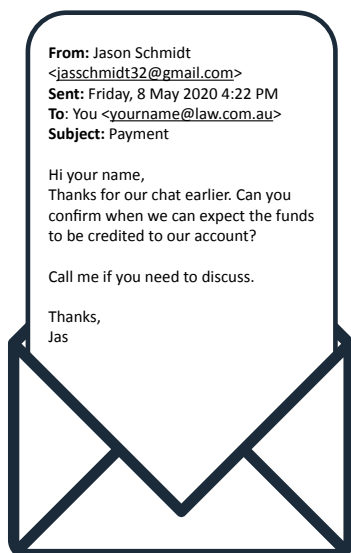 From: Jason Schmidt
<jasschmidt32@gmail.com>
Sent: Friday, 8 May 2020 4:22 PM
To: You <yourname@law.com.au>
Subject: Payment
Hi your name,
Thanks for our chat earlier. Can you
confirm when we can expect the funds
to be credited to our account?
Call me if you need to discuss.
Thanks,
Jas